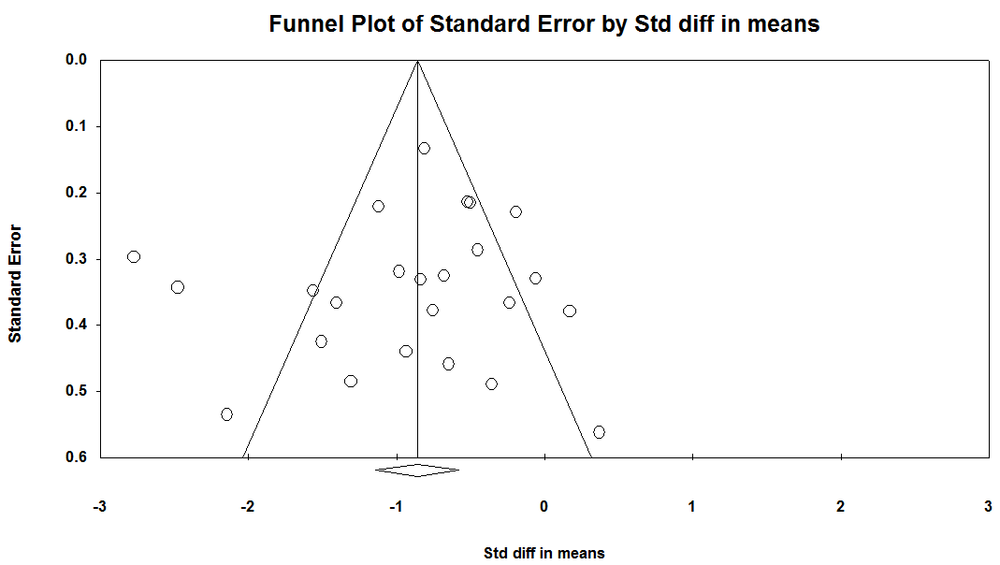 Funnel Plot of Standard Error by Std diff in means
0.0
0.1
0.2
0.3
0.4
0.5
0.6
Standard Error
-3 -2 -1 0 1 2 3
Std diff in means